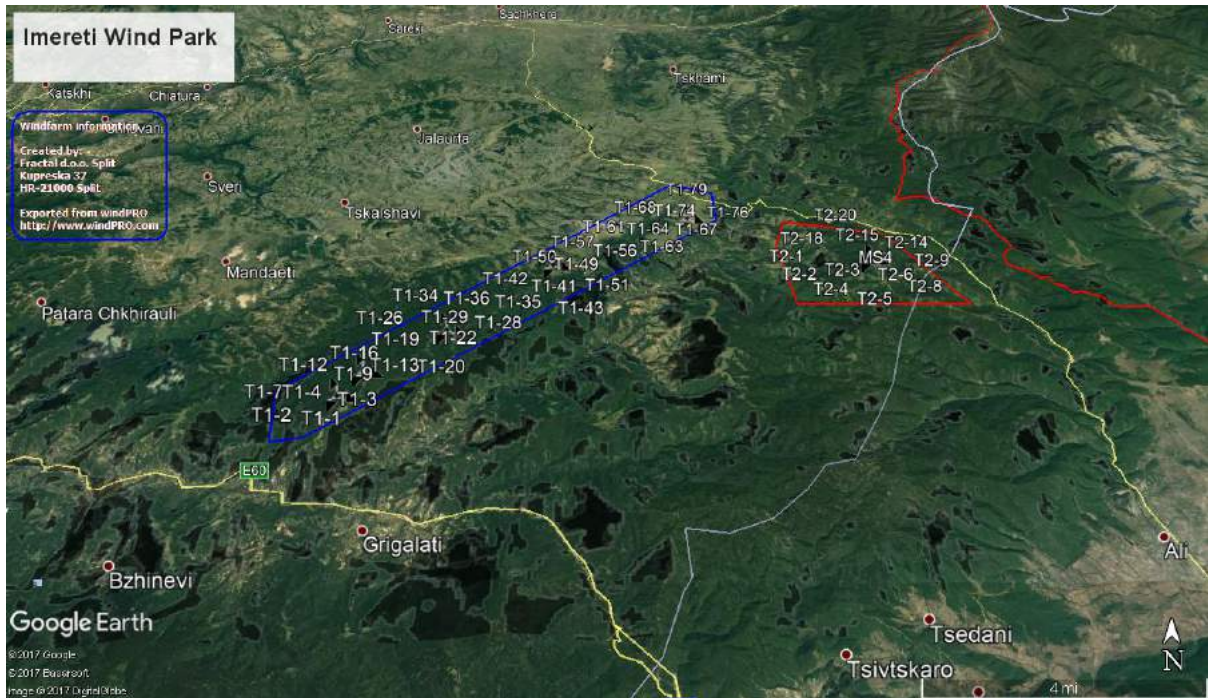 Imereti Wind Park
Sareki
Sachkhere
Katskhi
Chiatura
Tskhami
Windfarm information
Created by:
Fractal d.o.o. Split
Kupreska 37
HR-21000 Split
Exported from windPRO
http://www.windPRO.com
Jalaurta
Sveri
Tskalshavi
Mandaeti
Patara Chkhirauli
T1-79
T1-68
T1-74
T1-76
T1-61
T1-64
T1-67
T1-57
T1-56
T1-63
T1-50
T1-49
T1-42
T1-41
T1-51
T1-34
T1-36
T1-35
T1-43
T1-26
T1-29
T1-28
T1-19
T1-22
T1-16
T1-12
T1-13
T1-20
T1-9
T1-7
T1-4
T1-3
T1-2
T1-1
T2-20
T2-18
T2-15
T2-14
T2-1
MS4
T2-9
T2-2
T2-3
T2-6
T2-4
T2-8
T2-5
E60
Grigalati
Bzhinevi
Ali
Tsedani
Tsivtskaro
Google Earth
© 2017 Google
© 2017 Basarsoft
Image © 2017 DigitalGlobe
N
4 mi